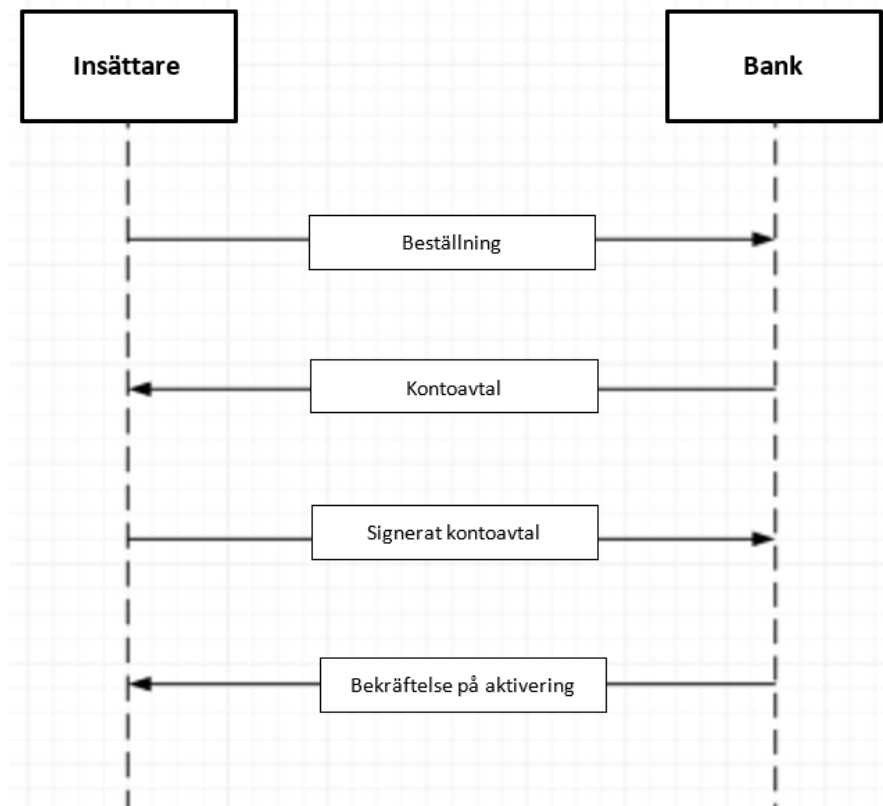 Insättare
Bank
Beställning
Kontoavtal
Signerat kontoavtal
Bekräftelse på aktivering